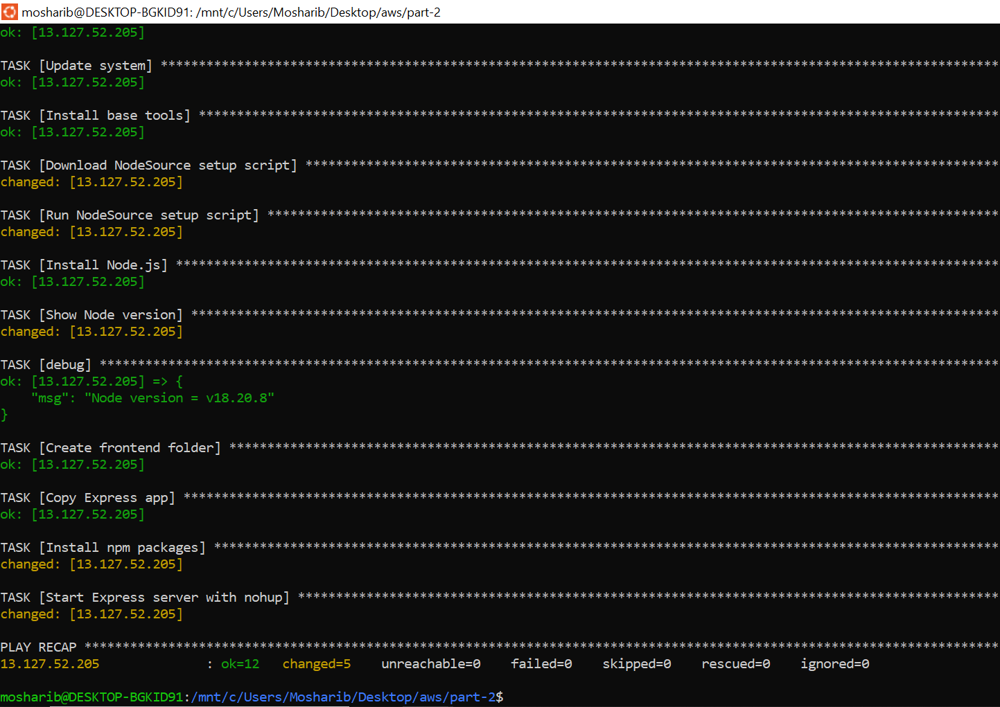 mosharib@DESKTOP-BGKID91: /mnt/c/Users/Mosharib/Desktop/aws/part-2
ok: [13.127.52.205]
TASK [Update system] **************************************************************************************************************
ok: [13.127.52.205]
TASK [Install base tools] *********************************************************************************************************
ok: [13.127.52.205]
TASK [Download NodeSource setup script] *******************************************************************************************
changed: [13.127.52.205]
TASK [Run NodeSource setup script] ************************************************************************************************
changed: [13.127.52.205]
TASK [Install Node.js] ************************************************************************************************************
ok: [13.127.52.205]
TASK [Show Node version] **********************************************************************************************************
changed: [13.127.52.205]
TASK [debug] **********************************************************************************************************************
ok: [13.127.52.205] => {
    "msg": "Node version = v18.20.8"
}
TASK [Create frontend folder] *****************************************************************************************************
ok: [13.127.52.205]
TASK [Copy Express app] ***********************************************************************************************************
ok: [13.127.52.205]
TASK [Install npm packages] *******************************************************************************************************
changed: [13.127.52.205]
TASK [Start Express server with nohup] ********************************************************************************************
changed: [13.127.52.205]
PLAY RECAP ************************************************************************************************************************
13.127.52.205              : ok=12   changed=5    unreachable=0    failed=0    skipped=0    rescued=0    ignored=0
mosharib@DESKTOP-BGKID91:/mnt/c/Users/Mosharib/Desktop/aws/part-2$